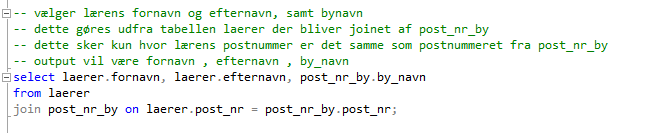 -- vælger lærens fornavn og efternavn, samt bynavn
-- dette gøres udfra tabellen laerer der bliver joinet af post_nr_by
-- dette sker kun hvor lærens postnummer er det samme som postnummeret fra post_nr_by
-- output vil være fornavn , efternavn , by_navn
select laerer.fornavn, laerer.efternavn, post_nr_by.by_navn
from laerer
join post_nr_by on laerer.post_nr = post_nr_by.post_nr;